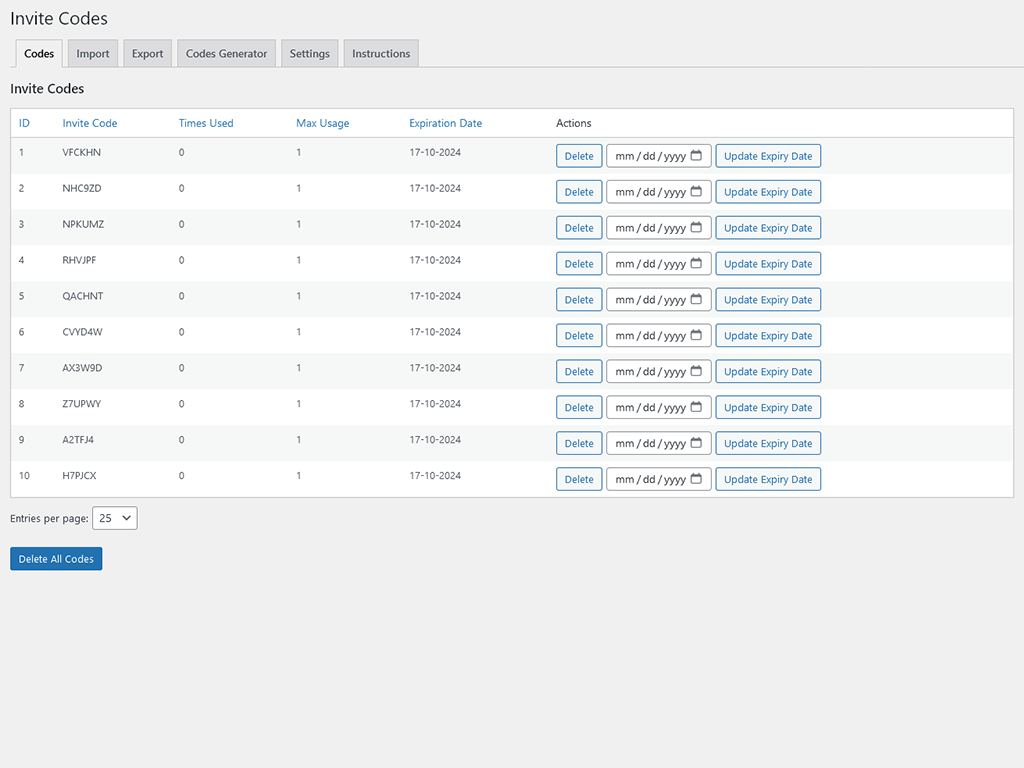 Invite Codes
Codes Import Export Codes Generator Settings Instructions
Invite Codes
ID Invite Code Times Used Max Usage Expiration Date Actions
1 VFCKHN 0 1 17-10-2024 Delete mm/dd/yyyy Update Expiry Date
2 NHC9ZD 0 1 17-10-2024 Delete mm/dd/yyyy Update Expiry Date
3 NPKUMZ 0 1 17-10-2024 Delete mm/dd/yyyy Update Expiry Date
4 RHVJPF 0 1 17-10-2024 Delete mm/dd/yyyy Update Expiry Date
5 QACHNT 0 1 17-10-2024 Delete mm/dd/yyyy Update Expiry Date
6 CVYD4W 0 1 17-10-2024 Delete mm/dd/yyyy Update Expiry Date
7 AX3W9D 0 1 17-10-2024 Delete mm/dd/yyyy Update Expiry Date
8 Z7UPWY 0 1 17-10-2024 Delete mm/dd/yyyy Update Expiry Date
9 A2TFJ4 0 1 17-10-2024 Delete mm/dd/yyyy Update Expiry Date
10 H7PJCX 0 1 17-10-2024 Delete mm/dd/yyyy Update Expiry Date
Entries per page: 25
Delete All Codes